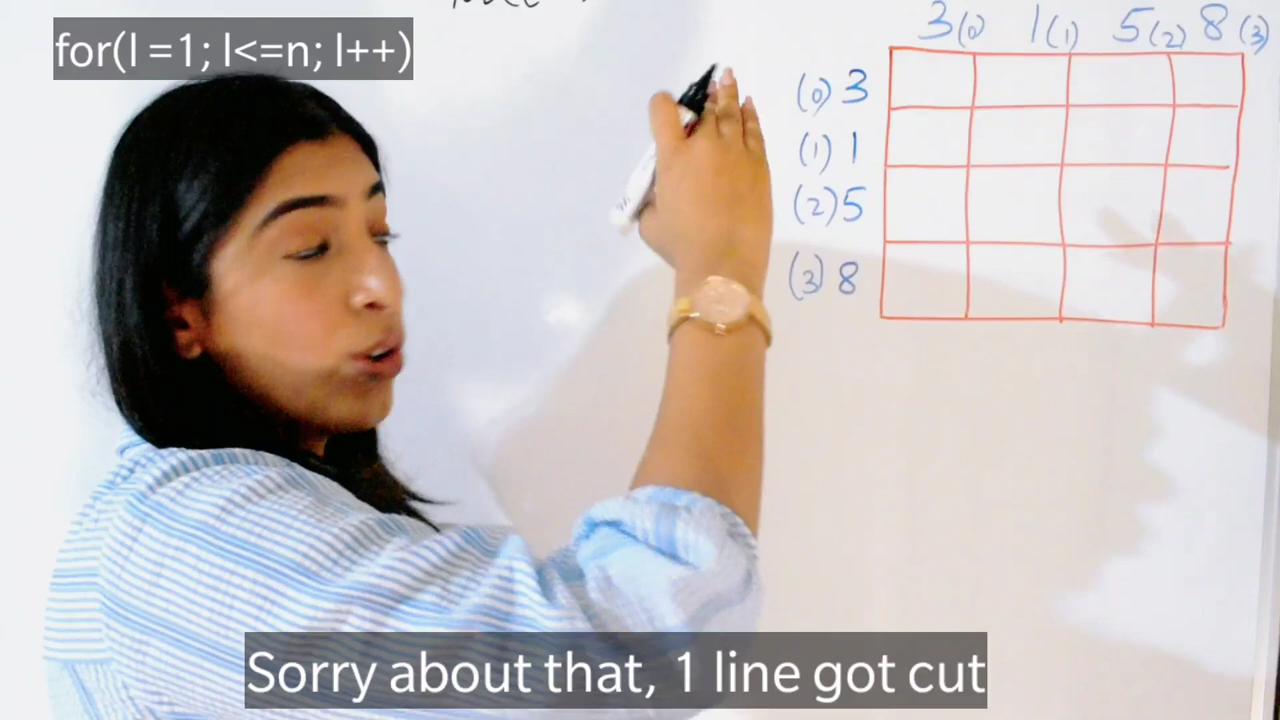 for(I =1; I<=n; I++)
3(0) 1(1) 5(2) 8(3)
(0) 3
(1) 1
(2) 5
(3) 8
Sorry about that, 1 line got cut